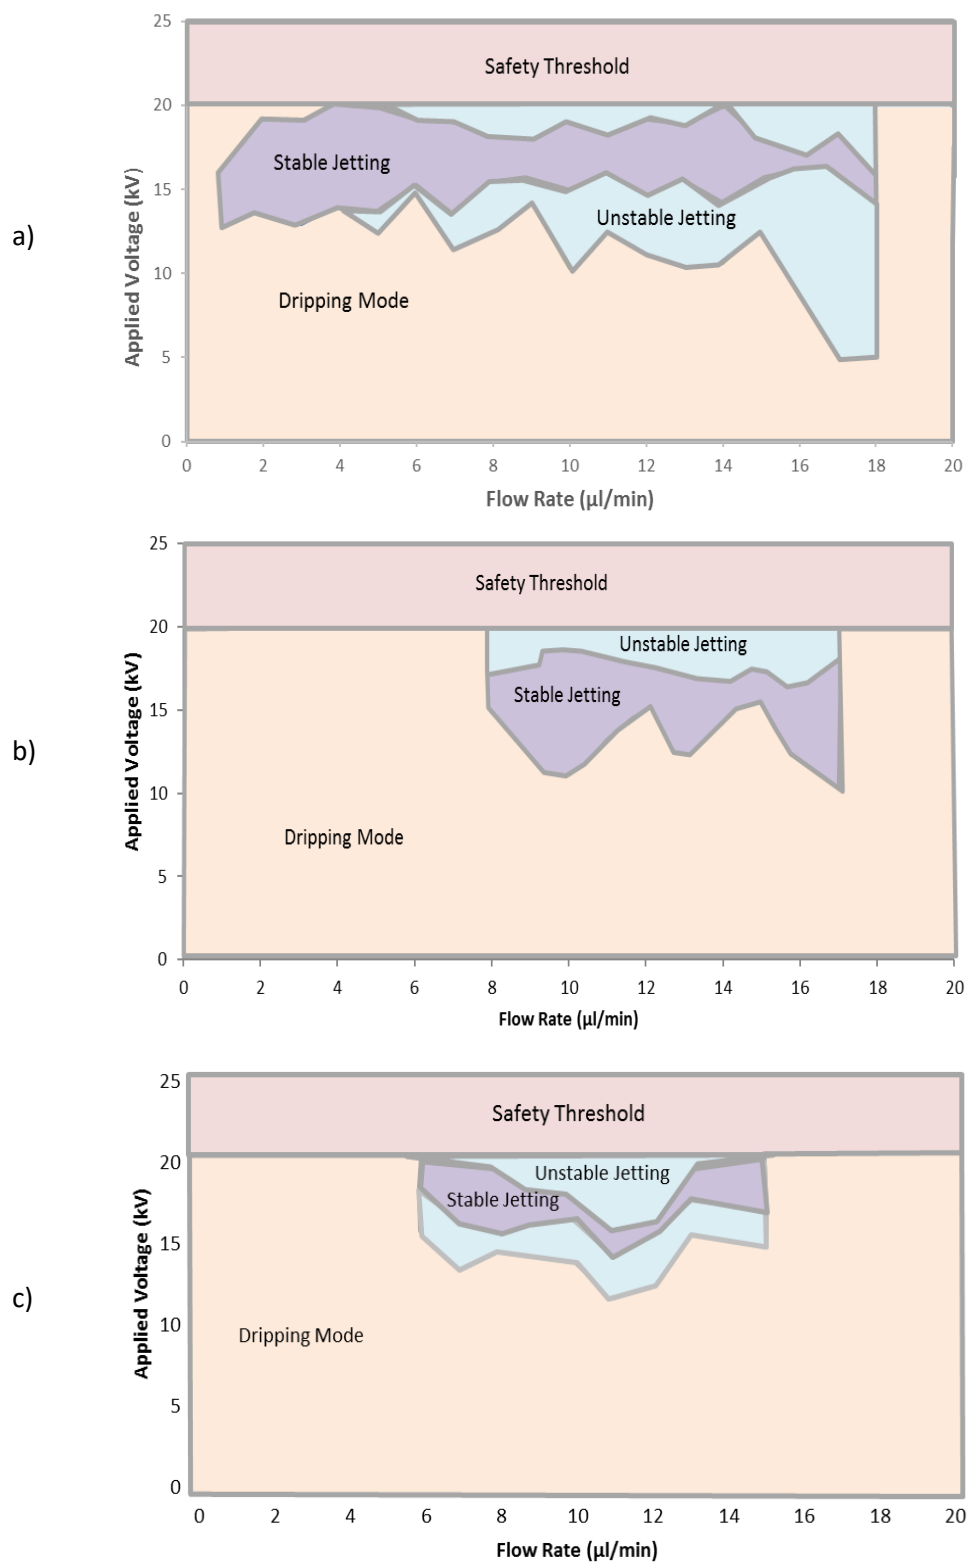 a)
Applied Voltage (kV)
25
20
15
10
5
0
Safety Threshold
Stable Jetting
Unstable Jetting
Dripping Mode
0 2 4 6 8 10 12 14 16 18 20
Flow Rate (µl/min)
b)
Applied Voltage (kV)
25
20
15
10
5
0
Safety Threshold
Unstable Jetting
Stable Jetting
Dripping Mode
0 2 4 6 8 10 12 14 16 18 20
Flow Rate (µl/min)
c)
Applied Voltage (kV)
25
20
15
10
5
0
Safety Threshold
Unstable Jetting
Stable Jetting
Dripping Mode
0 2 4 6 8 10 12 14 16 18 20
Flow Rate (µl/min)